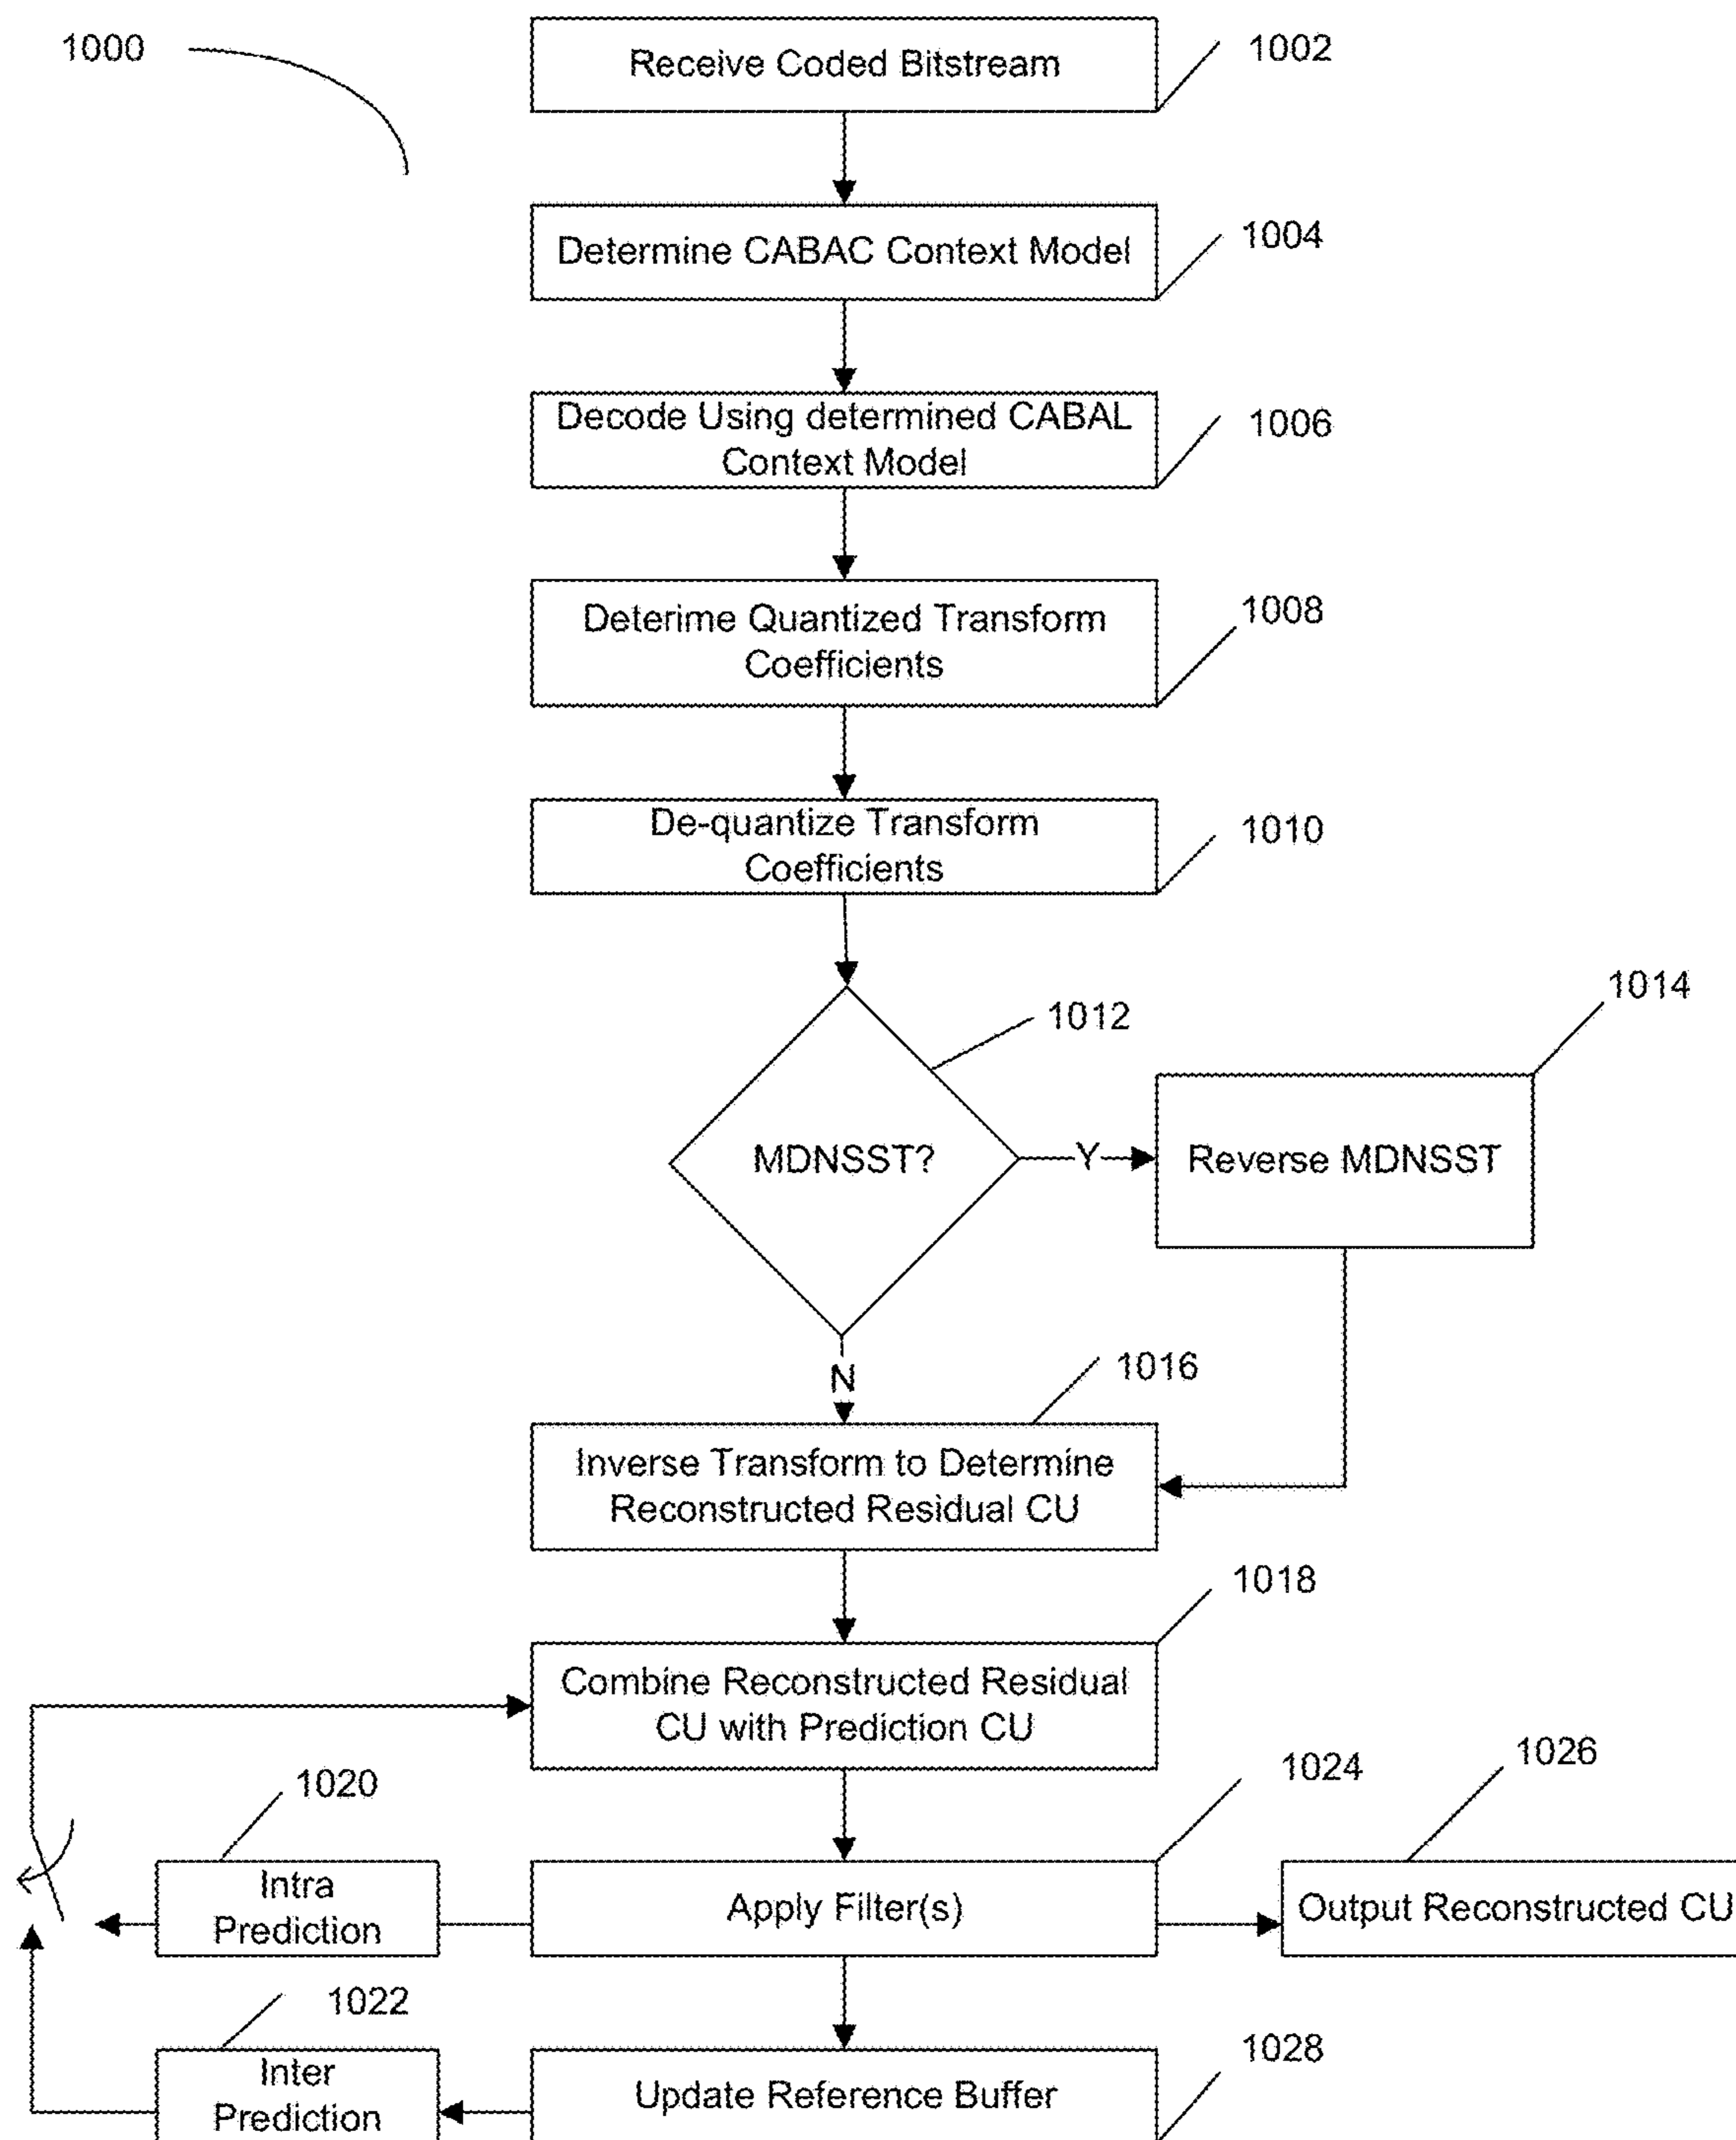 1000
Receive Coded Bitstream
1002
Determine CABAC Context Model
1004
Decode Using determined CABAL
Context Model
1006
Deterime Quantized Transform
Coefficients
1008
De-quantize Transform
Coefficients
1010
1012
1014
MDNSST?
Y
Reverse MDNSST
N
1016
Inverse Transform to Determine
Reconstructed Residual CU
1018
Combine Reconstructed Residual
CU with Prediction CU
1020
1024
1026
Intra
Prediction
Apply Filter(s)
Output Reconstructed CU
1022
1028
Inter
Prediction
Update Reference Buffer